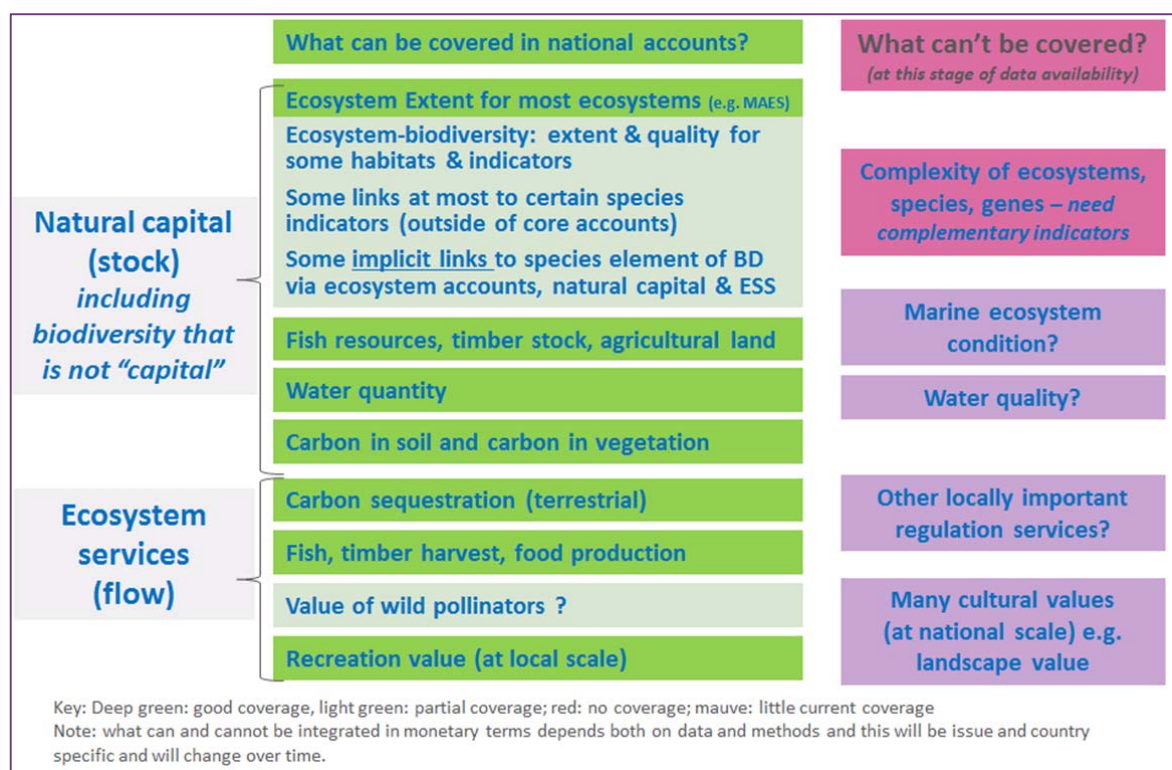 What can be covered in national accounts?
What can't be covered?
(at this stage of data availability)
Natural capital
(stock)
including
biodiversity that
is not “capital”
Ecosystem Extent for most ecosystems (e.g. MAES)
Ecosystem-biodiversity: extent & quality for
some habitats & indicators
Some links at most to certain species
indicators (outside of core accounts)
Some implicit links to species element of BD
via ecosystem accounts, natural capital & ESS
Fish resources, timber stock, agricultural land
Water quantity
Carbon in soil and carbon in vegetation
Complexity of ecosystems,
species, genes – need
complementary indicators
Marine ecosystem
condition?
Water quality?
Ecosystem
services
(flow)
Carbon sequestration (terrestrial)
Fish, timber harvest, food production
Value of wild pollinators ?
Recreation value (at local scale)
Other locally important
regulation services?
Many cultural values
(at national scale) e.g.
landscape value
Key: Deep green: good coverage, light green: partial coverage; red: no coverage; mauve: little current coverage
Note: what can and cannot be integrated in monetary terms depends both on data and methods and this will be issue and country
specific and will change over time.